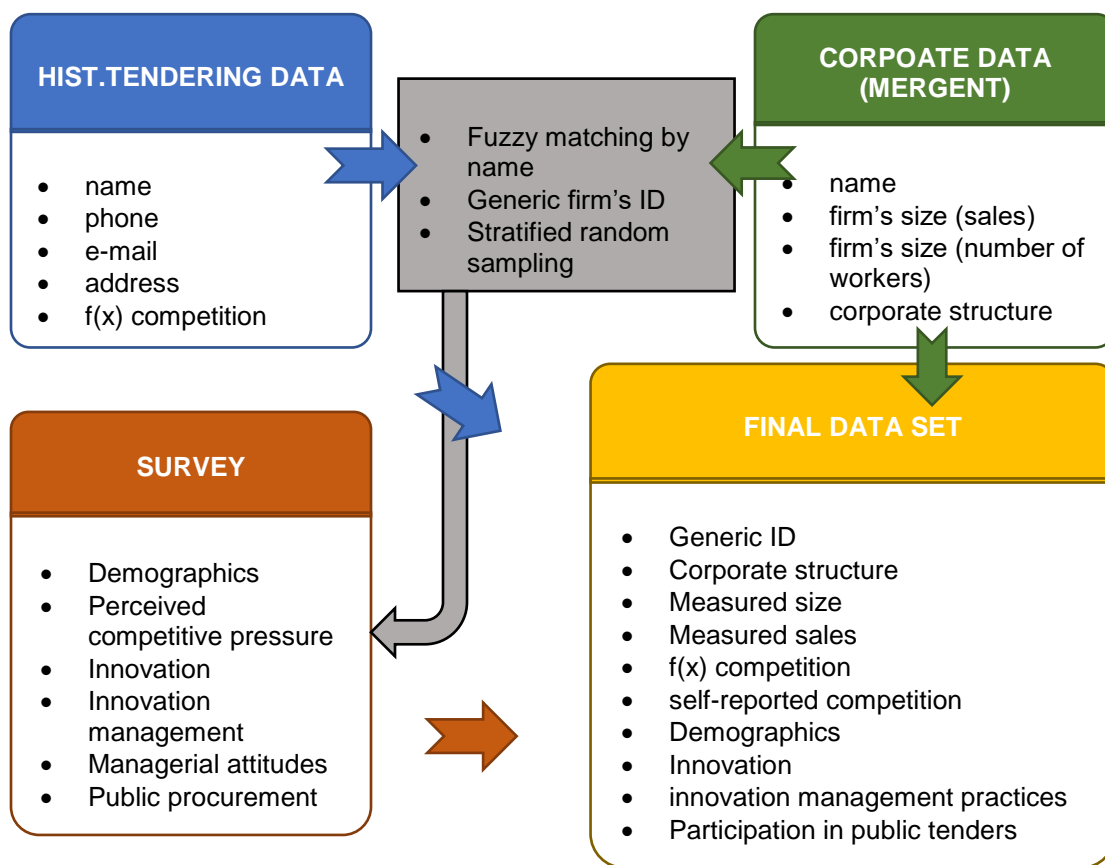 HIST.TENDERING DATA
• name
• phone
• e-mail
• address
• f(x) competition
• Fuzzy matching by
name
• Generic firm’s ID
• Stratified random
sampling
CORPOATE DATA
(MERGENT)
• name
• firm’s size (sales)
• firm’s size (number of
workers)
• corporate structure
SURVEY
• Demographics
• Perceived
competitive pressure
• Innovation
• Innovation
management
• Managerial attitudes
• Public procurement
FINAL DATA SET
• Generic ID
• Corporate structure
• Measured size
• Measured sales
• f(x) competition
• self-reported competition
• Demographics
• Innovation
• innovation management practices
• Participation in public tenders